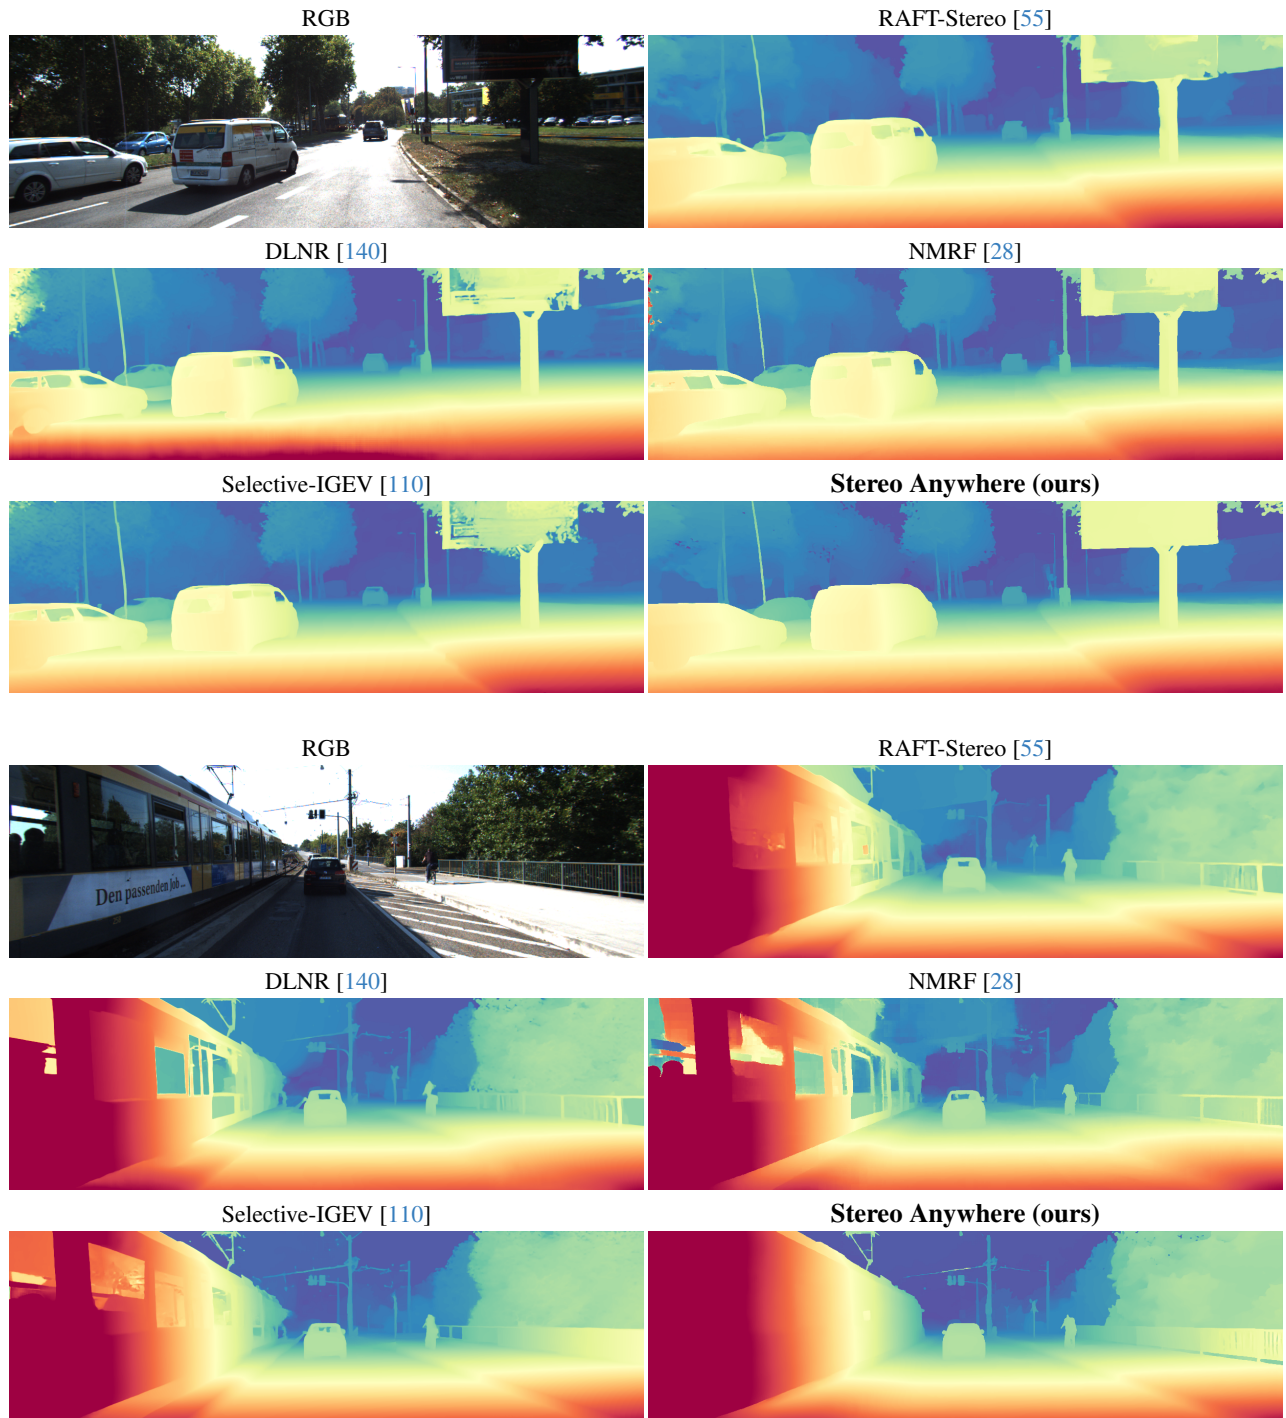 RGB
RAFT-Stereo [55]
DLNR [140]
NMRF [28]
Selective-IGEV [110]
Stereo Anywhere (ours)
RGB
RAFT-Stereo [55]
Den passenden Job ...
DLNR [140]
NMRF [28]
Selective-IGEV [110]
Stereo Anywhere (ours)